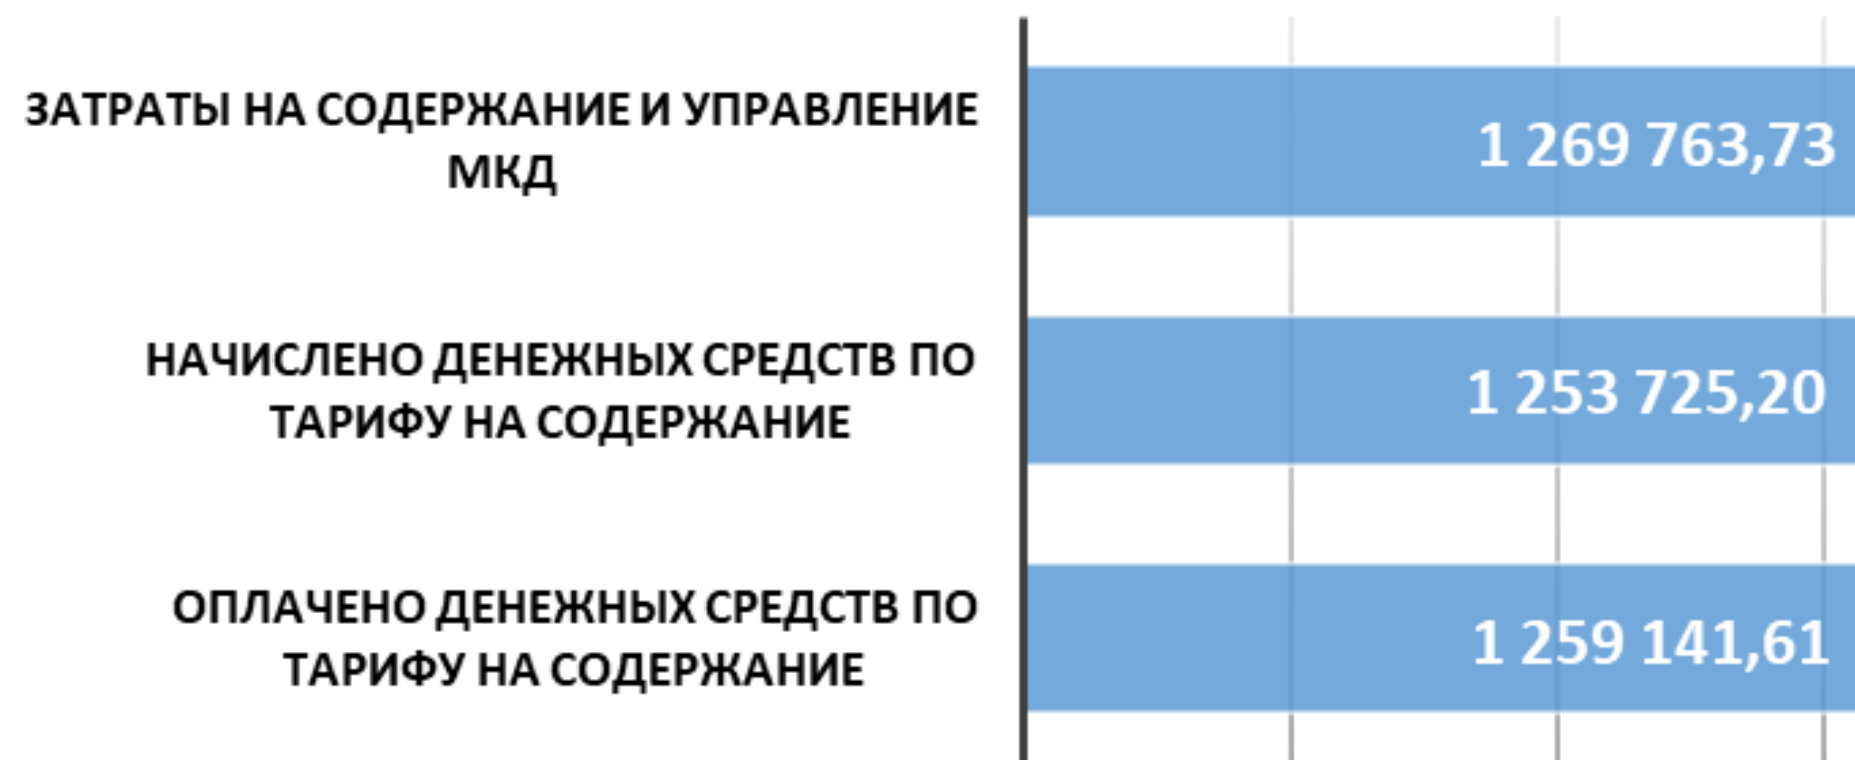 ЗАТРАТЫ НА СОДЕРЖАНИЕ И УПРАВЛЕНИЕ
МКД
1 269 763,73
НАЧИСЛЕНО ДЕНЕЖНЫХ СРЕДСТВ ПО
ТАРИФУ НА СОДЕРЖАНИЕ
1 253 725,20
ОПЛАЧЕНО ДЕНЕЖНЫХ СРЕДСТВ ПО
ТАРИФУ НА СОДЕРЖАНИЕ
1 259 141,61